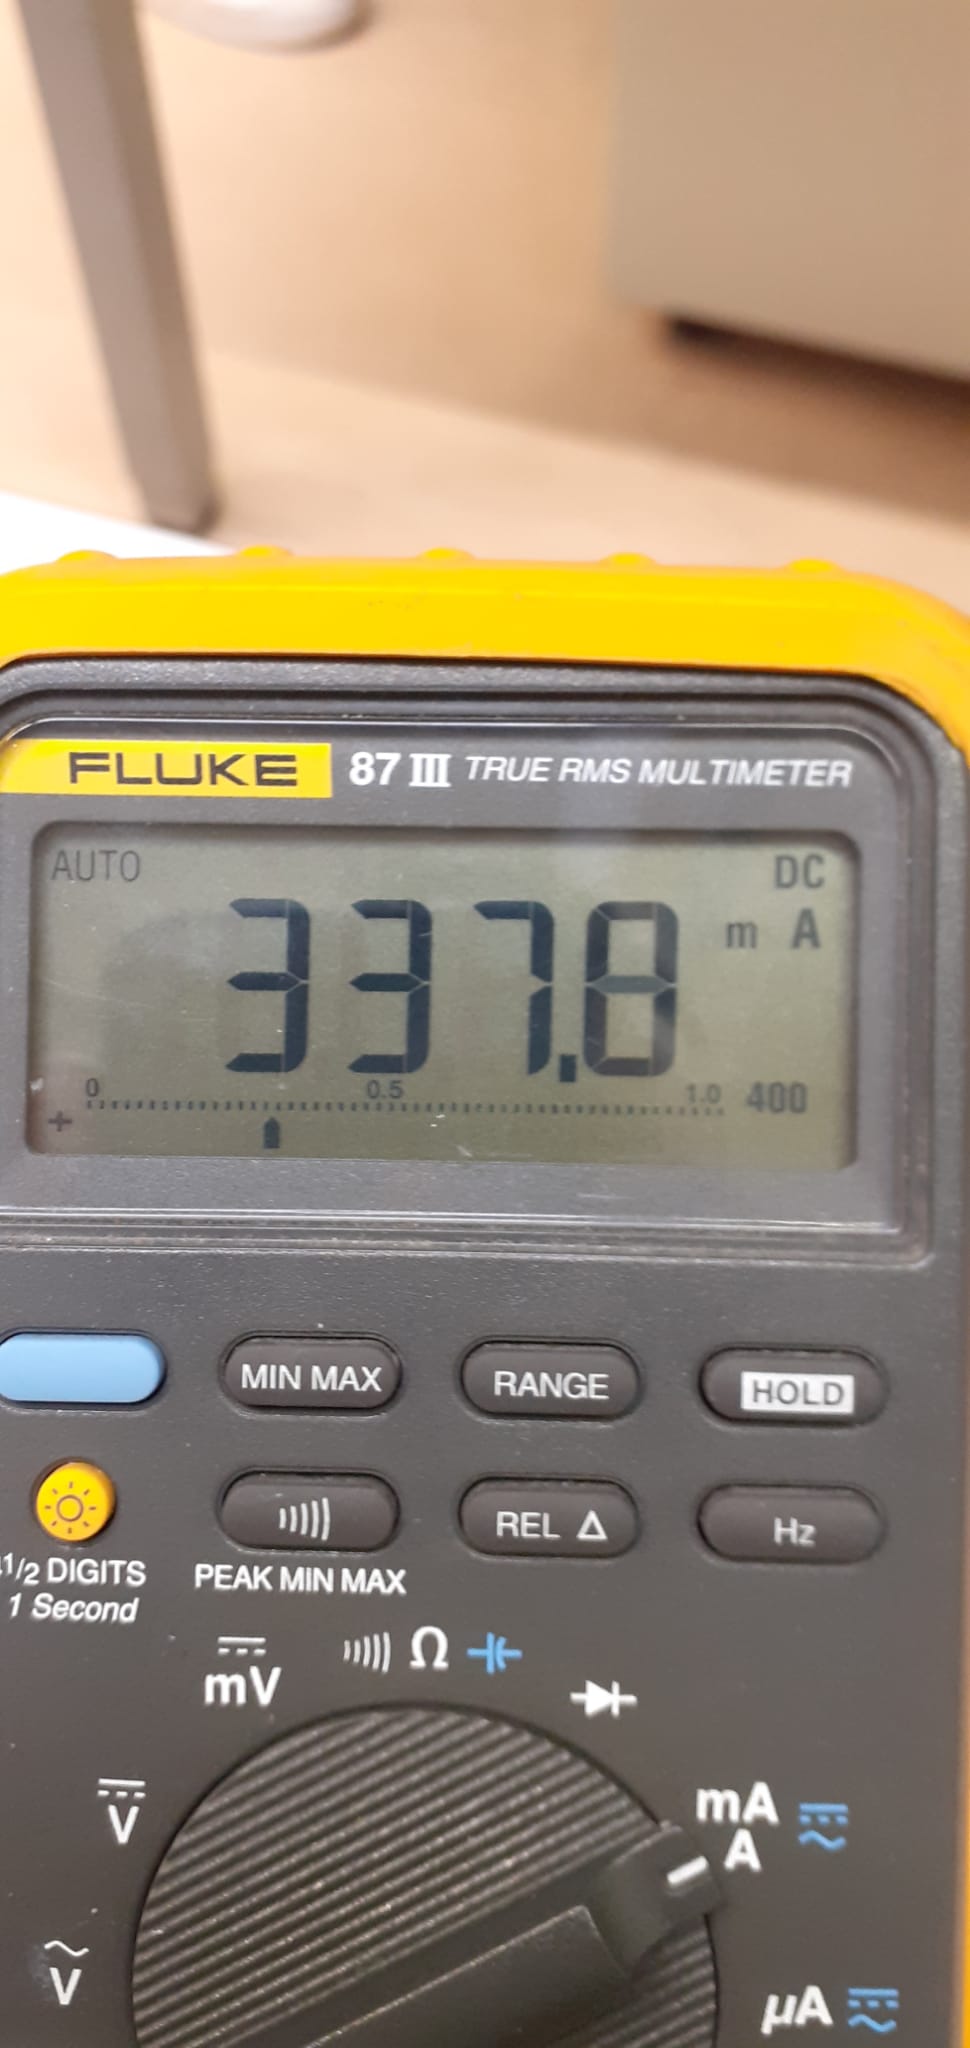 FLUKE 87 III TRUE RMS MULTIMETER
AUTO DC
337.8 m A
0 0.5 1.0 400
+
MIN MAX RANGE HOLD
REL Δ Hz
1/2 DIGITS PEAK MIN MAX
1 Second
mV Ω
V mA
A
V µA